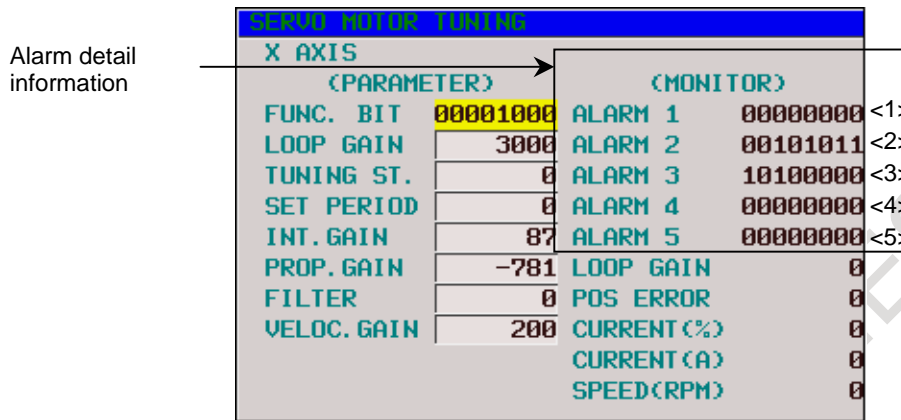 SERVO MOTOR TUNING
Alarm detail
information
X AXIS
(PARAMETER) (MONITOR)
FUNC. BIT 00001000 ALARM 1 00000000 <1>
LOOP GAIN 3000 ALARM 2 00101011 <2>
TUNING ST. 0 ALARM 3 10100000 <3>
SET PERIOD 0 ALARM 4 00000000 <4>
INT.GAIN 87 ALARM 5 00000000 <5>
PROP.GAIN -781 LOOP GAIN 0
FILTER 0 POS ERROR 0
VELOC.GAIN 200 CURRENT(%) 0
CURRENT(A) 0
SPEED(RPM) 0